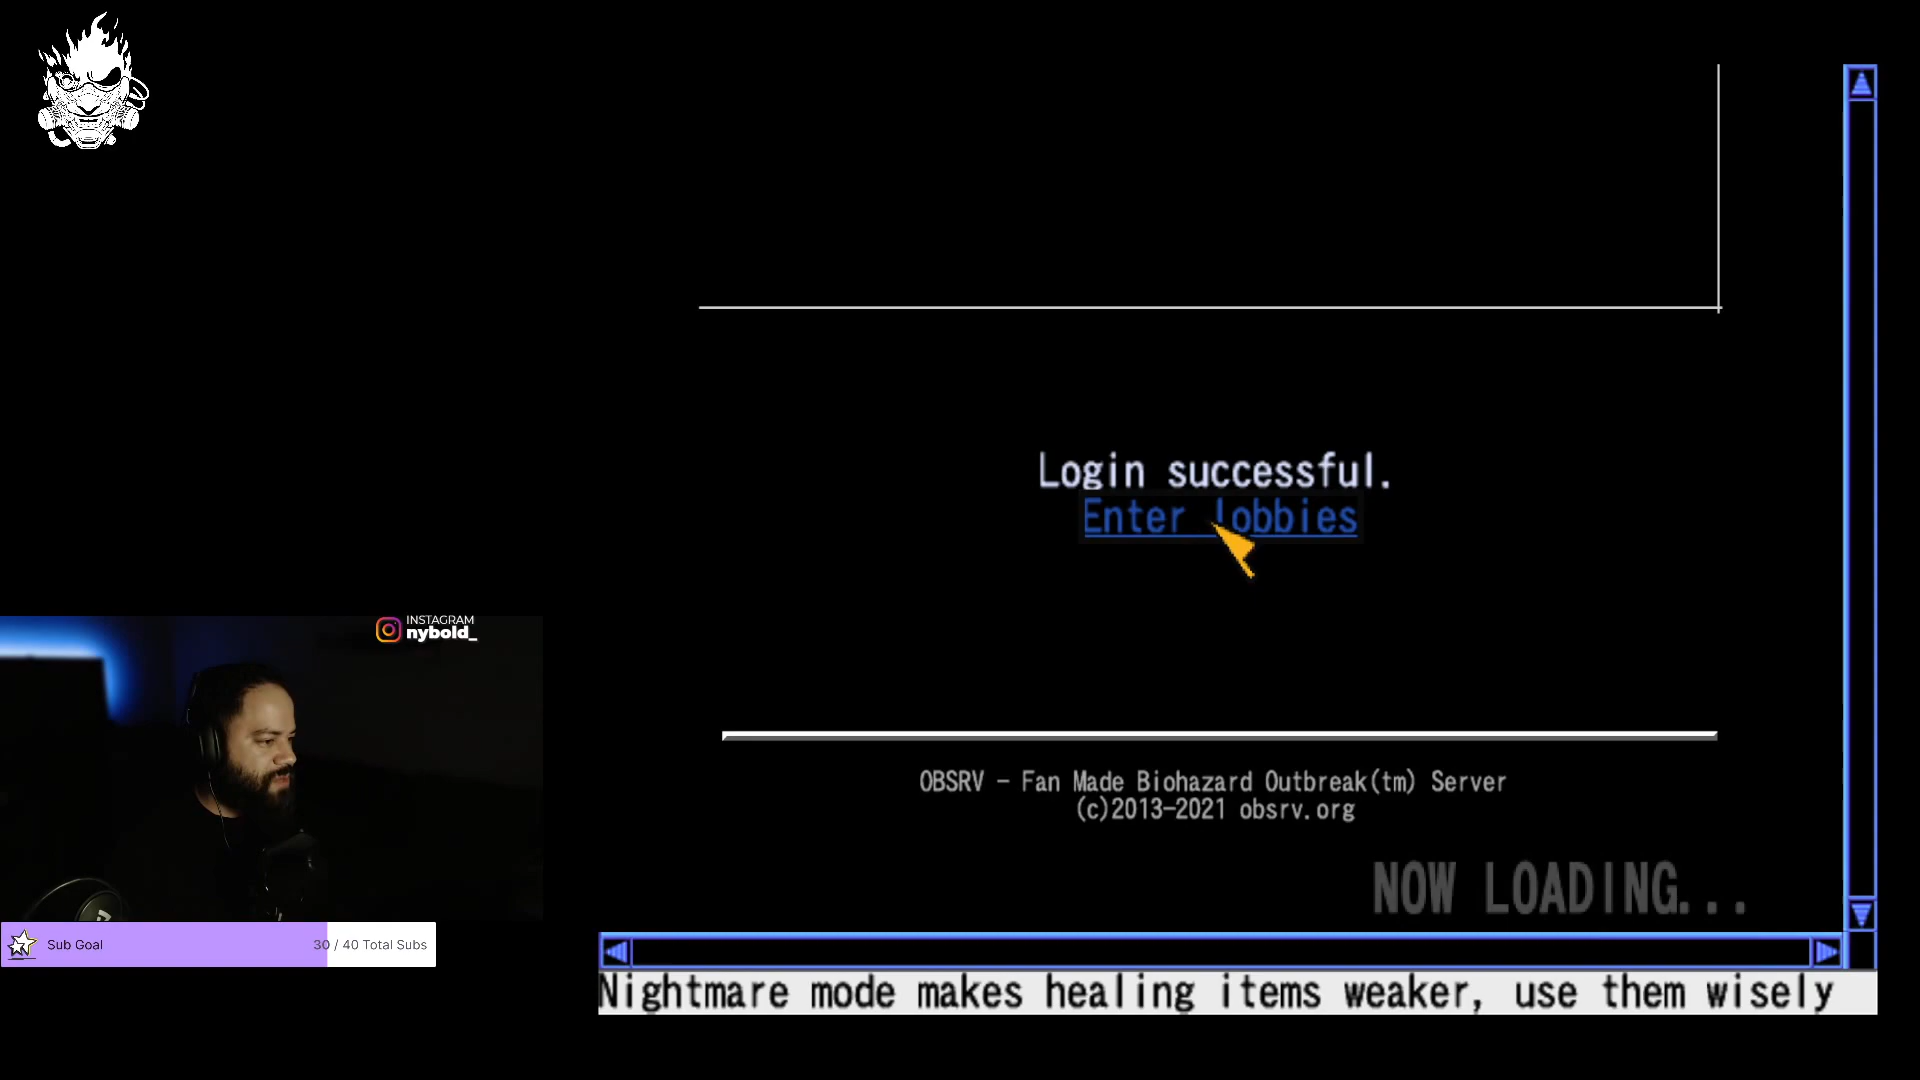 Login successful.
Enter lobbies
INSTAGRAM
nybold_
OBSRV - Fan Made Biohazard Outbreak(tm) Server
(c)2013-2021 obsrv.org
NOW LOADING...
Sub Goal
30 / 40 Total Subs
Nightmare mode makes healing items weaker, use them wisely